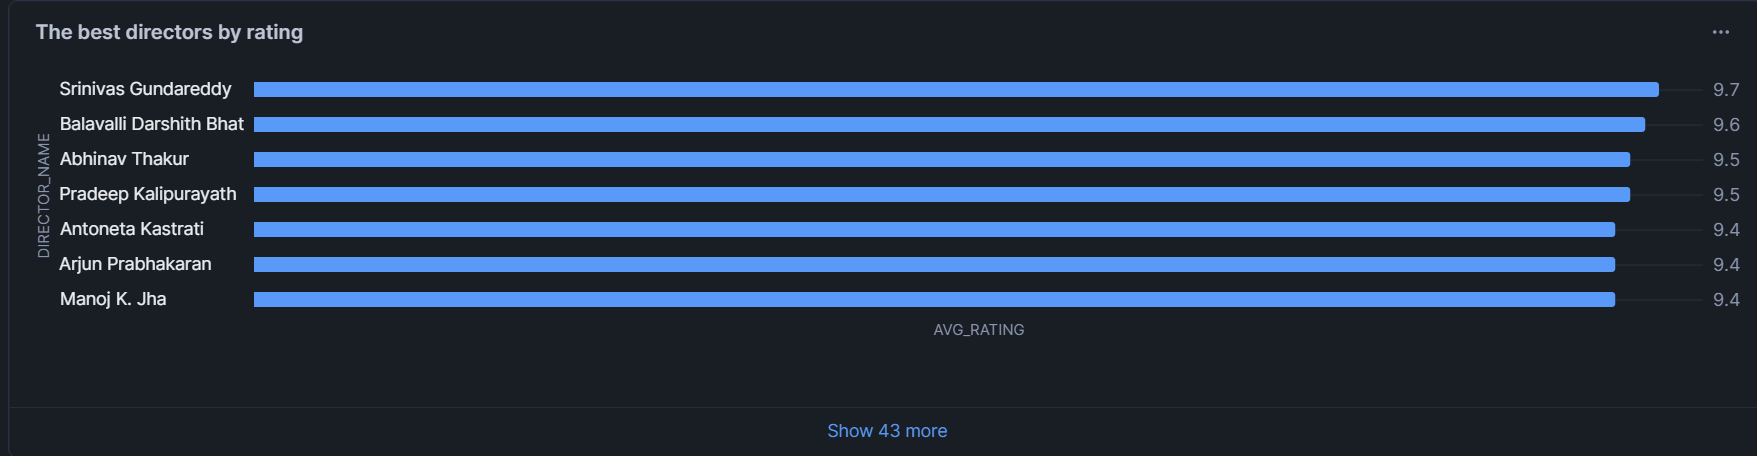 The best directors by rating
DIRECTOR_NAME
Srinivas Gundareddy 9.7
Balavalli Darshith Bhat 9.6
Abhinav Thakur 9.5
Pradeep Kalipurayath 9.5
Antoneta Kastrati 9.4
Arjun Prabhakaran 9.4
Manoj K. Jha 9.4
AVG_RATING
Show 43 more